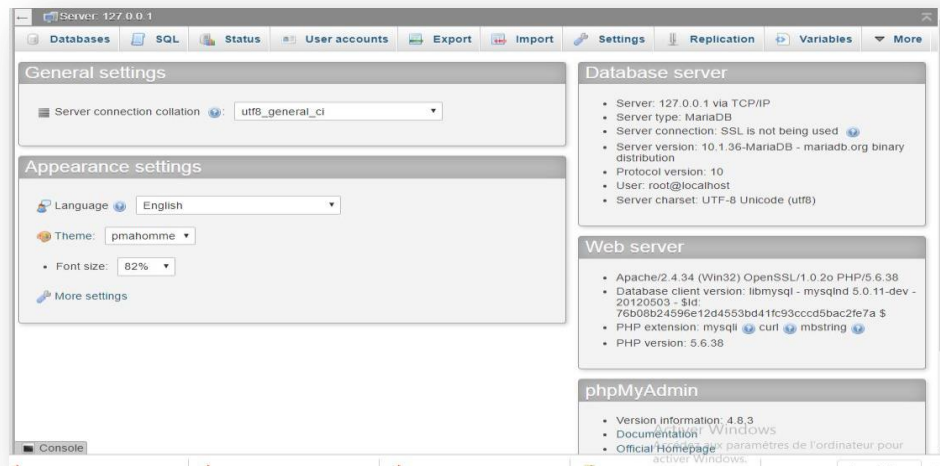 Server: 127.0.0.1
Databases SQL Status User accounts Export Import Settings Replication Variables More
General settings
Server connection collation : utf8_general_ci
Appearance settings
Language English
Theme: pmahomme
Font size: 82%
More settings
Database server
Server: 127.0.0.1 via TCP/IP
Server type: MariaDB
Server connection: SSL is not being used
Server version: 10.1.36-MariaDB - mariadb.org binary
distribution
Protocol version: 10
User: root@localhost
Server charset: UTF-8 Unicode (utf8)
Web server
Apache/2.4.34 (Win32) OpenSSL/1.0.2o PHP/5.6.38
Database client version: libmysql - mysqlnd 5.0.11-dev -
20120503 - $Id:
76b08b24596e12d4553bd41fc93cccd5bac2fe7a $
PHP extension: mysqli curl mbstring
PHP version: 5.6.38
phpMyAdmin
Version information: 4.8.3
Documentation
Official Homepage
Activer Windows
Accédez aux paramètres de l'ordinateur pour
activer Windows.
Console